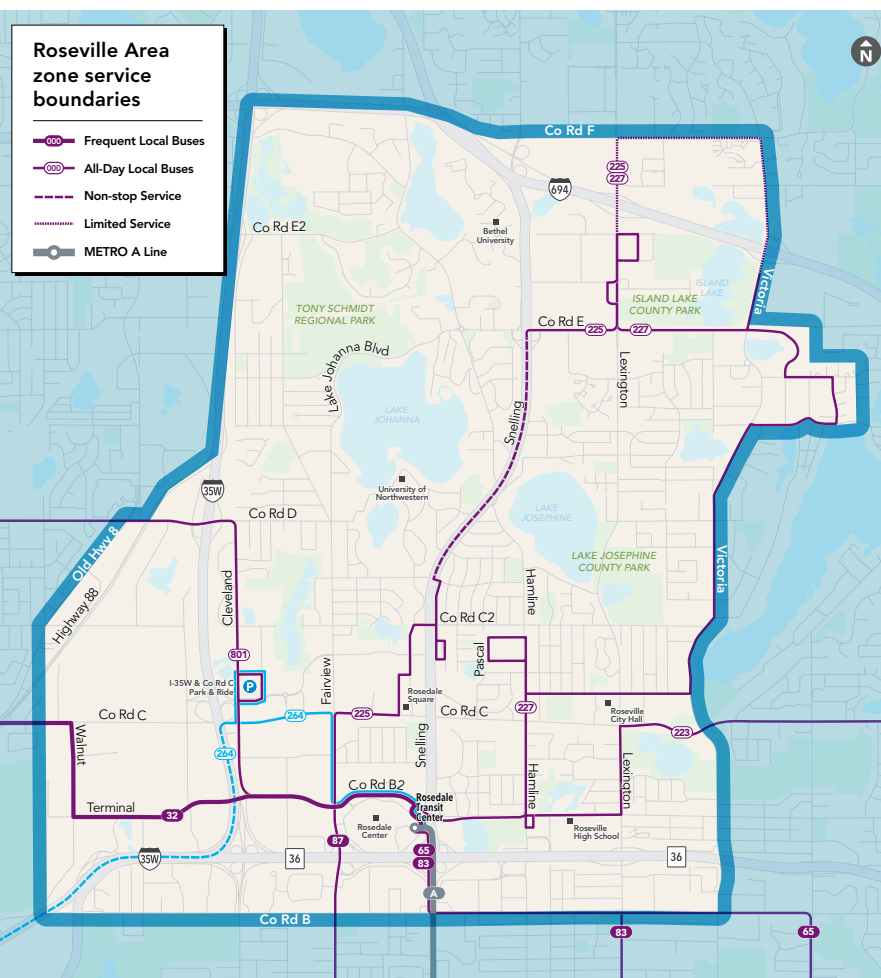 Roseville Area
zone service
boundaries
000 Frequent Local Buses
000 All-Day Local Buses
Non-stop Service
Limited Service
METRO A Line
N
Co Rd F
225
227
694
Co Rd E2
Bethel
University
ISLAND
LAKE
Victoria
TONY SCHMIDT
REGIONAL PARK
ISLAND LAKE
COUNTY PARK
Co Rd E
225
227
Lake Johanna Blvd
Lexington
LAKE
JOHANNA
Snelling
University of
Northwestern
35W
Co Rd D
LAKE
JOSEPHINE
Old Hwy 8
LAKE JOSEPHINE
COUNTY PARK
Victoria
Highway 88
Cleveland
Hamline
Co Rd C2
Pascal
801
I-35W & Co Rd C
Park & Ride
P
Fairview
Rosedale
Square
Co Rd C
264
225
Co Rd C
227
Roseville
City Hall
223
Walnut
264
Snelling
Lexington
Co Rd B2
Hamline
Rosedale
Transit
Center
Terminal
32
Rosedale
Center
Roseville
High School
87
65
83
35W
36
36
A
Co Rd B
83
65